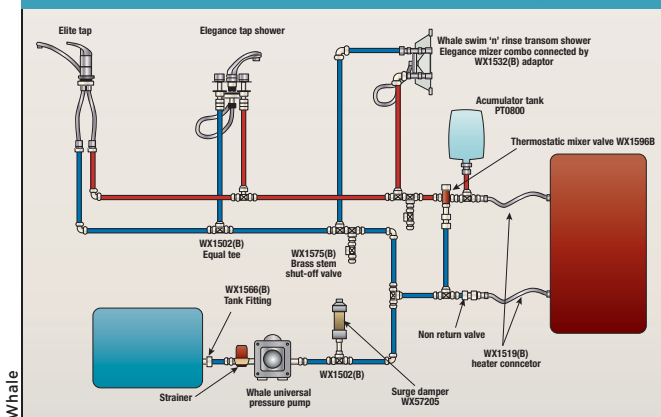 Elite tap
Elegance tap shower
Whale swim ‘n’ rinse transom shower
Elegance mizer combo connected by
WX1532(B) adaptor
Acumulator tank
PT0800
Thermostatic mixer valve WX1596B
WX1502(B)
Equal tee
WX1575(B)
Brass stem
shut-off valve
WX1566(B)
Tank Fitting
Non return valve
WX1519(B)
heater conncetor
Strainer
Whale universal
pressure pump
WX1502(B)
Surge damper
WX57205
Whale